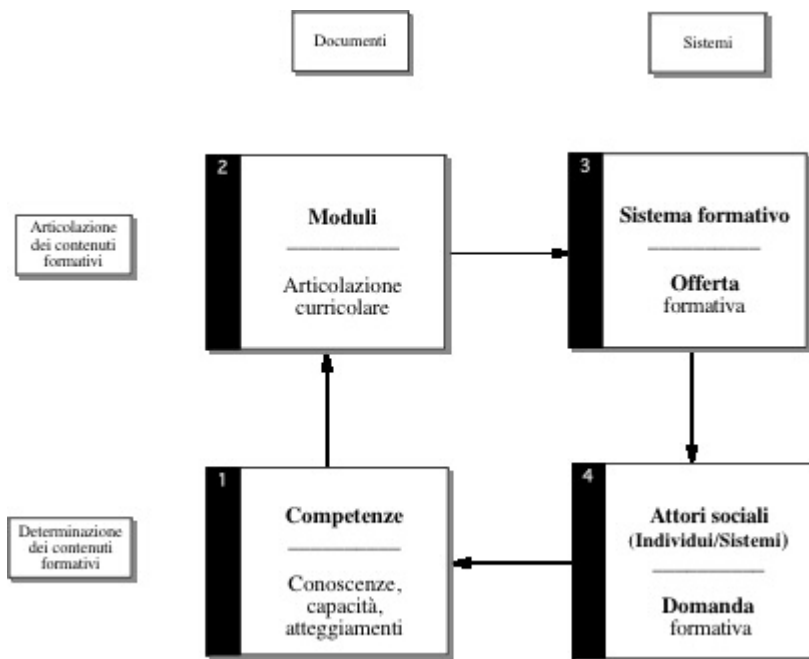 Documenti
Sistemi
Articolazione
dei contenuti
formativi
2
Moduli
Articolazione
curricolare
3
Sistema formativo
Offerta
formativa
Determinazione
dei contenuti
formativi
1
Competenze
Conoscenze,
capacità,
atteggiamenti
4
Attori sociali
(Individui/Sistemi)
Domanda
formativa